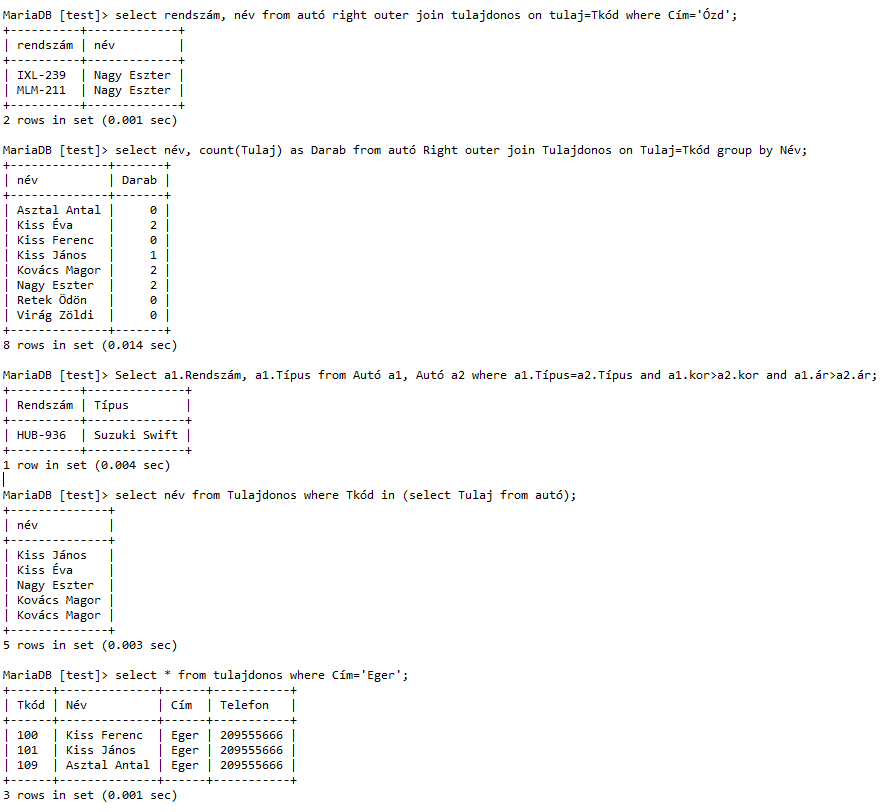 MariaDB [test]> select rendszám, név from autó right outer join tulajdonos on tulaj=Tkód where Cím='Ózd';
+----------+-------------+
| rendszám | név         |
+----------+-------------+
| IXL-239  | Nagy Eszter |
| MLM-211  | Nagy Eszter |
+----------+-------------+
2 rows in set (0.001 sec)

MariaDB [test]> select név, count(Tulaj) as Darab from autó Right outer join Tulajdonos on Tulaj=Tkód group by Név;
+--------------+-------+
| név          | Darab |
+--------------+-------+
| Asztal Antal |     0 |
| Kiss Éva     |     2 |
| Kiss Ferenc  |     0 |
| Kiss János   |     1 |
| Kovács Magor |     2 |
| Nagy Eszter  |     2 |
| Retek Ödön   |     0 |
| Virág Zöldi  |     0 |
+--------------+-------+
8 rows in set (0.014 sec)

MariaDB [test]> Select a1.Rendszám, a1.Típus from Autó a1, Autó a2 where a1.Típus=a2.Típus and a1.kor>a2.kor and a1.ár>a2.ár;
+----------+--------------+
| Rendszám | Típus        |
+----------+--------------+
| HUB-936  | Suzuki Swift |
+----------+--------------+
1 row in set (0.004 sec)

MariaDB [test]> select név from Tulajdonos where Tkód in (select Tulaj from autó);
+--------------+
| név          |
+--------------+
| Kiss János   |
| Kiss Éva     |
| Nagy Eszter  |
| Kovács Magor |
| Kovács Magor |
+--------------+
5 rows in set (0.003 sec)

MariaDB [test]> select * from tulajdonos where Cím='Eger';
+------+--------------+------+-----------+
| Tkód | Név          | Cím  | Telefon   |
+------+--------------+------+-----------+
| 100  | Kiss Ferenc  | Eger | 209555666 |
| 101  | Kiss János   | Eger | 209555666 |
| 109  | Asztal Antal | Eger | 209555666 |
+------+--------------+------+-----------+
3 rows in set (0.001 sec)